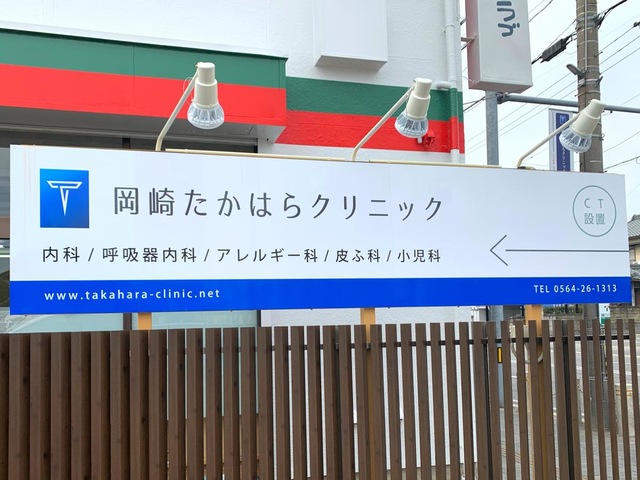 岡崎たかはらクリニック
CT
設置
内科/呼吸器内科/アレルギー科/皮ふ科/小児科
www.takahara-clinic.net
TEL 0564-26-1313